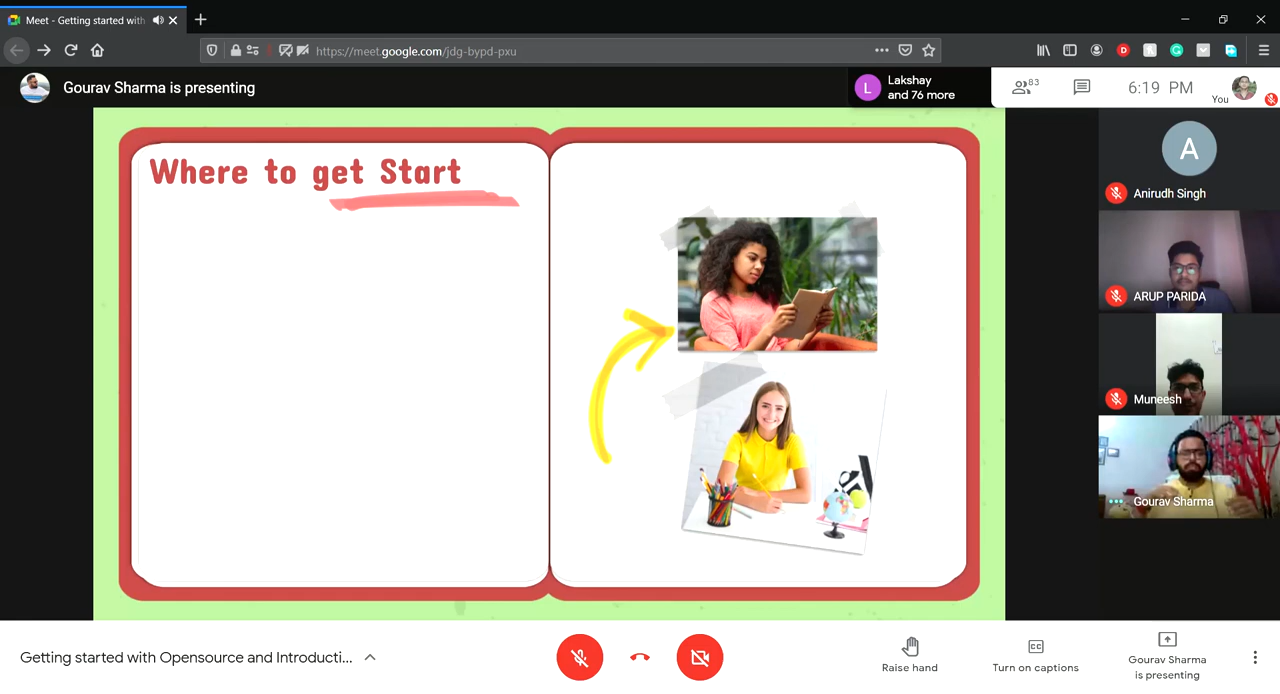 Meet - Getting started with
https://meet.google.com/jdg-bypd-pxu
Gourav Sharma is presenting
L
Lakshay
and 76 more
83
6:19 PM
You
Where to get Start
A
Anirudh Singh
ARUP PARIDA
Muneesh
Gourav Sharma
Getting started with Opensource and Introducti...
Raise hand
CC
Turn on captions
Gourav Sharma
is presenting